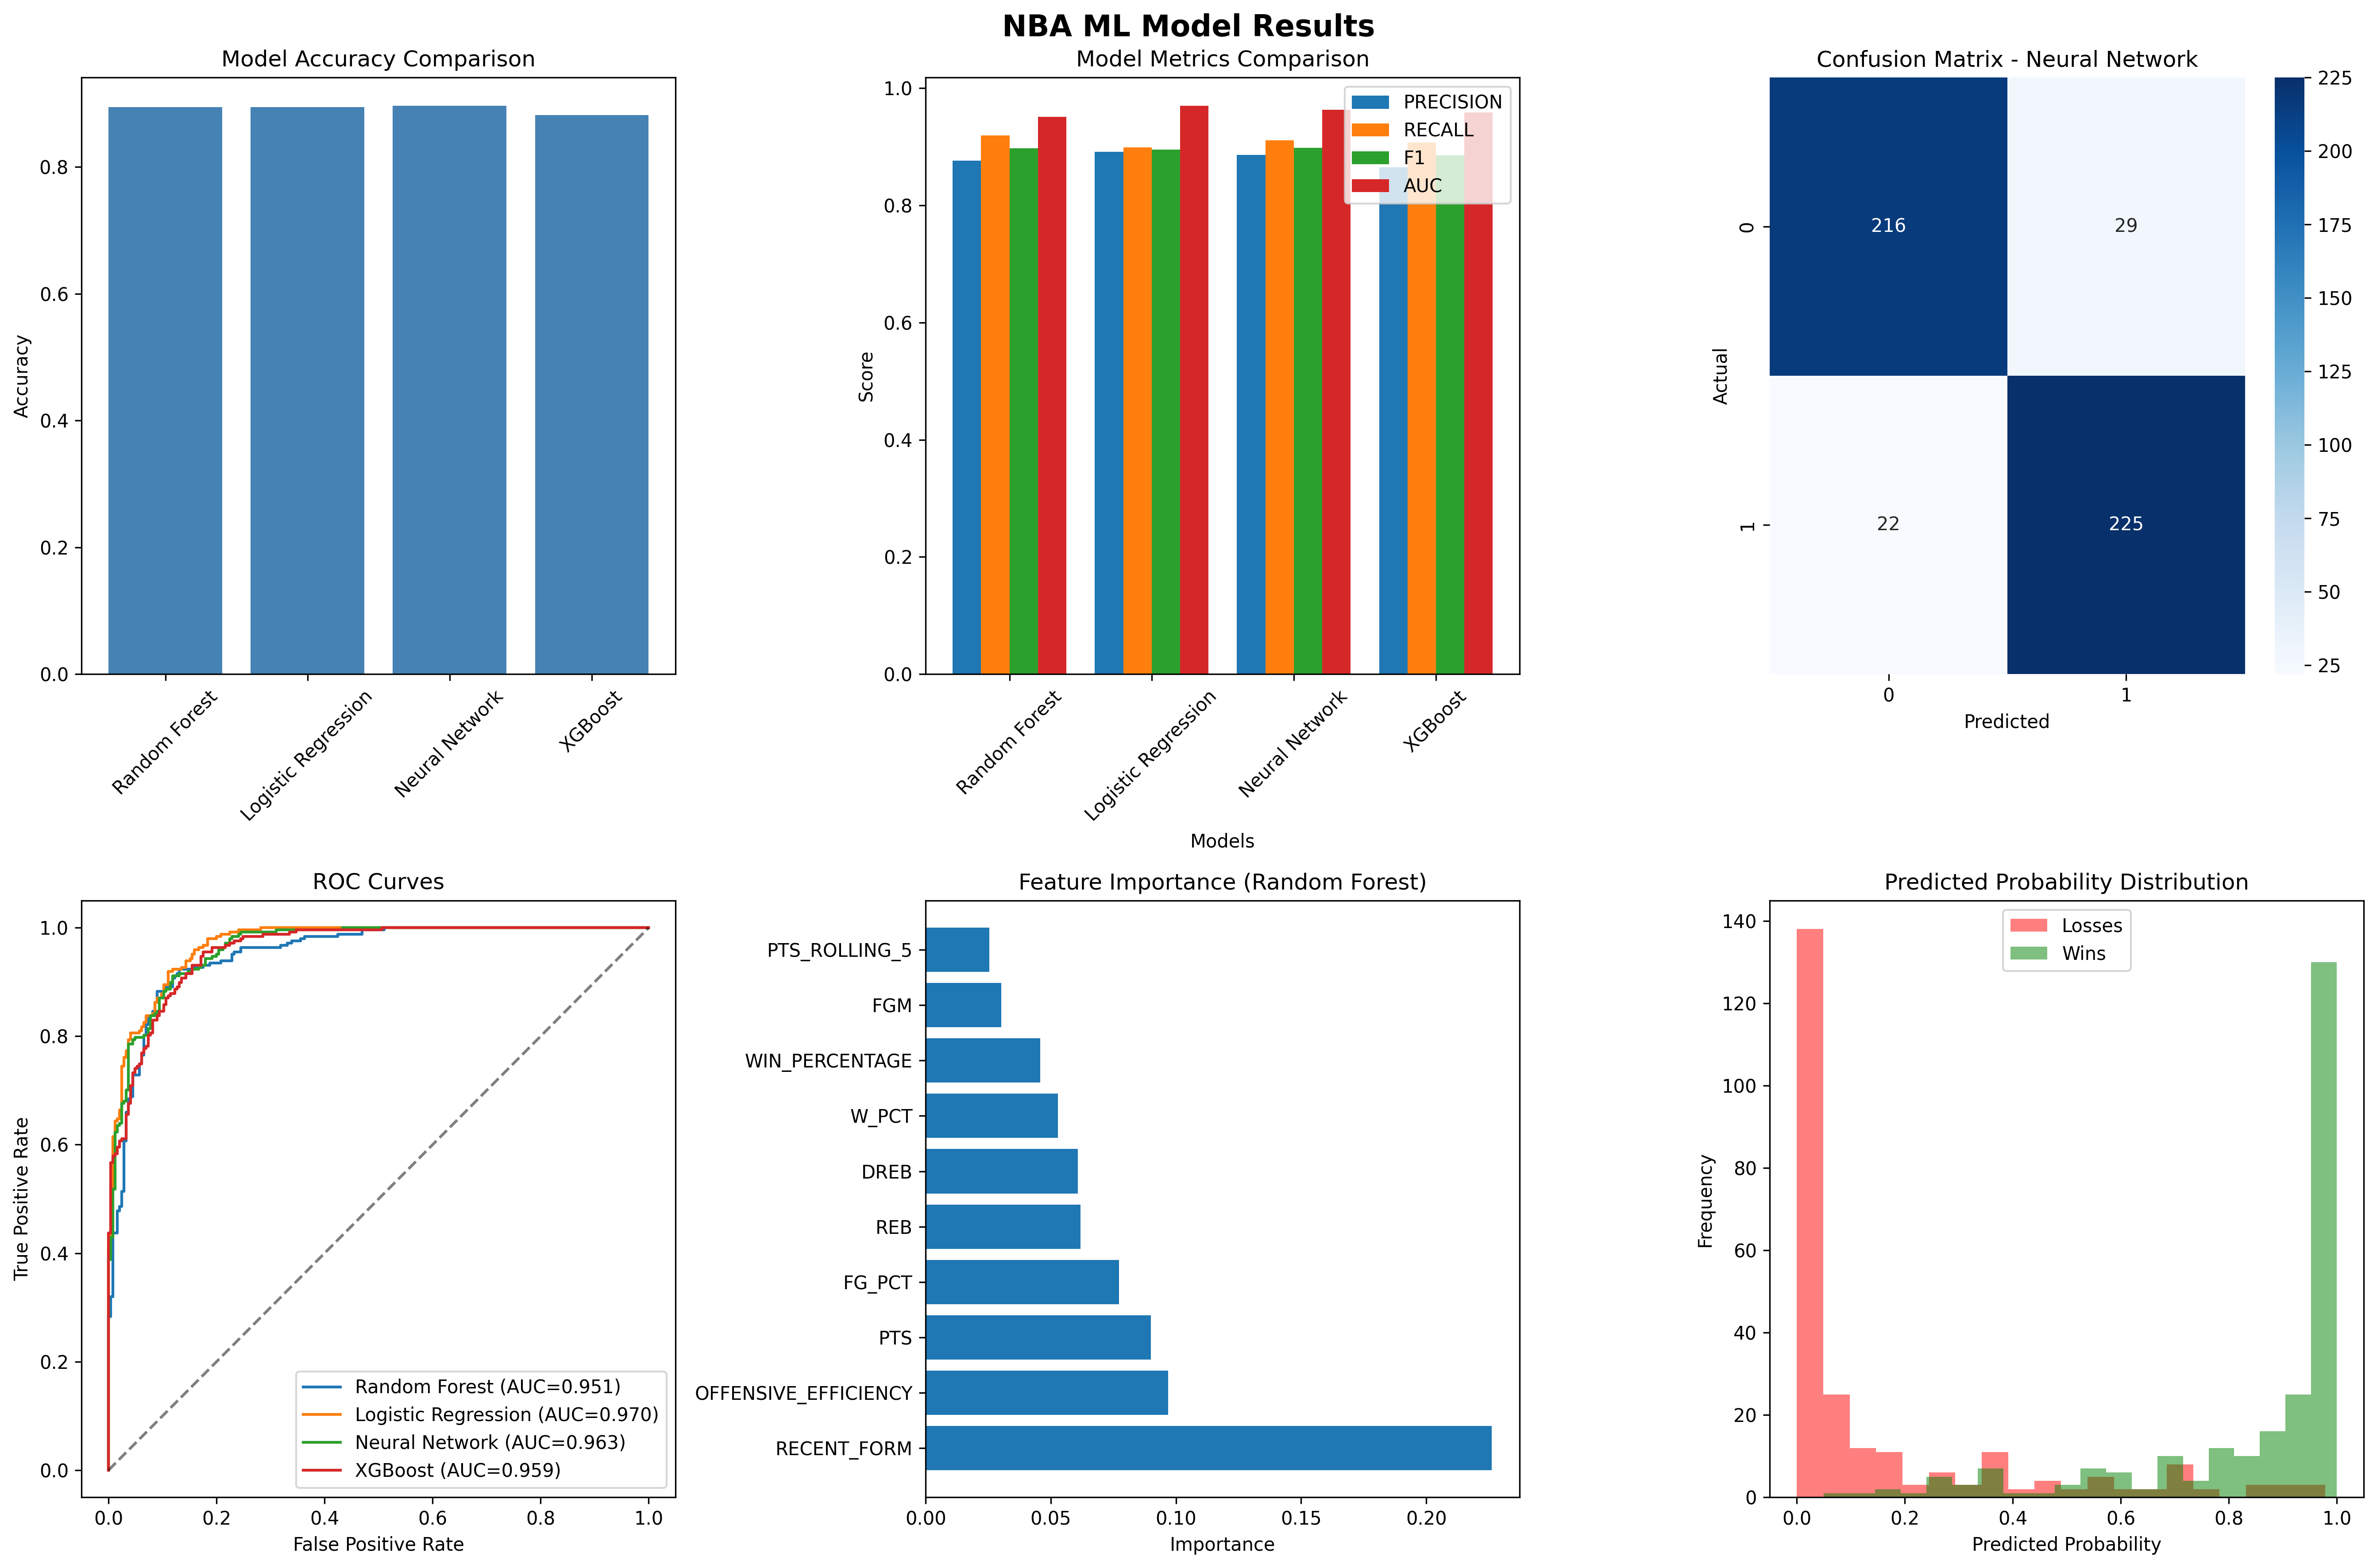 NBA ML Model Results
Model Accuracy Comparison
Accuracy
0.8
0.6
0.4
0.2
0.0
Random Forest
Logistic Regression
Neural Network
XGBoost
Model Metrics Comparison
Score
1.0
0.8
0.6
0.4
0.2
0.0
PRECISION
RECALL
F1
AUC
Random Forest
Logistic Regression
Neural Network
XGBoost
Models
Confusion Matrix - Neural Network
Actual
0
1
216
29
22
225
0
1
Predicted
225
200
175
150
125
100
75
50
25
ROC Curves
True Positive Rate
1.0
0.8
0.6
0.4
0.2
0.0
Random Forest (AUC=0.951)
Logistic Regression (AUC=0.970)
Neural Network (AUC=0.963)
XGBoost (AUC=0.959)
0.0
0.2
0.4
0.6
0.8
1.0
False Positive Rate
Feature Importance (Random Forest)
PTS_ROLLING_5
FGM
WIN_PERCENTAGE
W_PCT
DREB
REB
FG_PCT
PTS
OFFENSIVE_EFFICIENCY
RECENT_FORM
0.00
0.05
0.10
0.15
0.20
Importance
Predicted Probability Distribution
Losses
Wins
Frequency
140
120
100
80
60
40
20
0
0.0
0.2
0.4
0.6
0.8
1.0
Predicted Probability